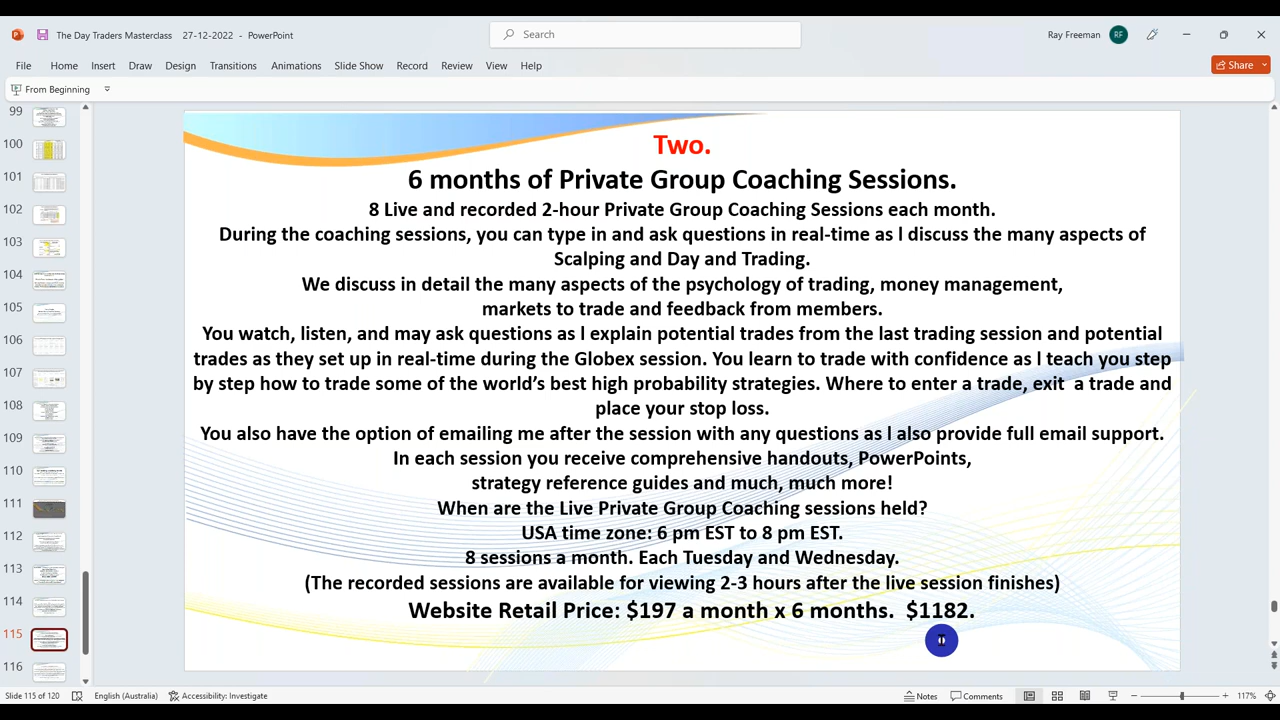 The Day Traders Masterclass 27-12-2022 - PowerPoint
Search
Ray Freeman
RF
File Home Insert Draw Design Transitions Animations Slide Show Record Review View Help
Share
From Beginning
99
100
101
102
103
104
105
106
107
108
109
110
111
112
113
114
115
116
Two.
6 months of Private Group Coaching Sessions.
8 Live and recorded 2-hour Private Group Coaching Sessions each month.
During the coaching sessions, you can type in and ask questions in real-time as I discuss the many aspects of
Scalping and Day and Trading.
We discuss in detail the many aspects of the psychology of trading, money management,
markets to trade and feedback from members.
You watch, listen, and may ask questions as I explain potential trades from the last trading session and potential
trades as they set up in real-time during the Globex session. You learn to trade with confidence as I teach you step
by step how to trade some of the world's best high probability strategies. Where to enter a trade, exit a trade and
place your stop loss.
You also have the option of emailing me after the session with any questions as I also provide full email support.
In each session you receive comprehensive handouts, PowerPoints,
strategy reference guides and much, much more!
When are the Live Private Group Coaching sessions held?
USA time zone: 6 pm EST to 8 pm EST.
8 sessions a month. Each Tuesday and Wednesday.
(The recorded sessions are available for viewing 2-3 hours after the live session finishes)
Website Retail Price: $197 a month x 6 months. $1182.
Slide 115 of 120 English (Australia) Accessibility: Investigate Notes Comments 117%